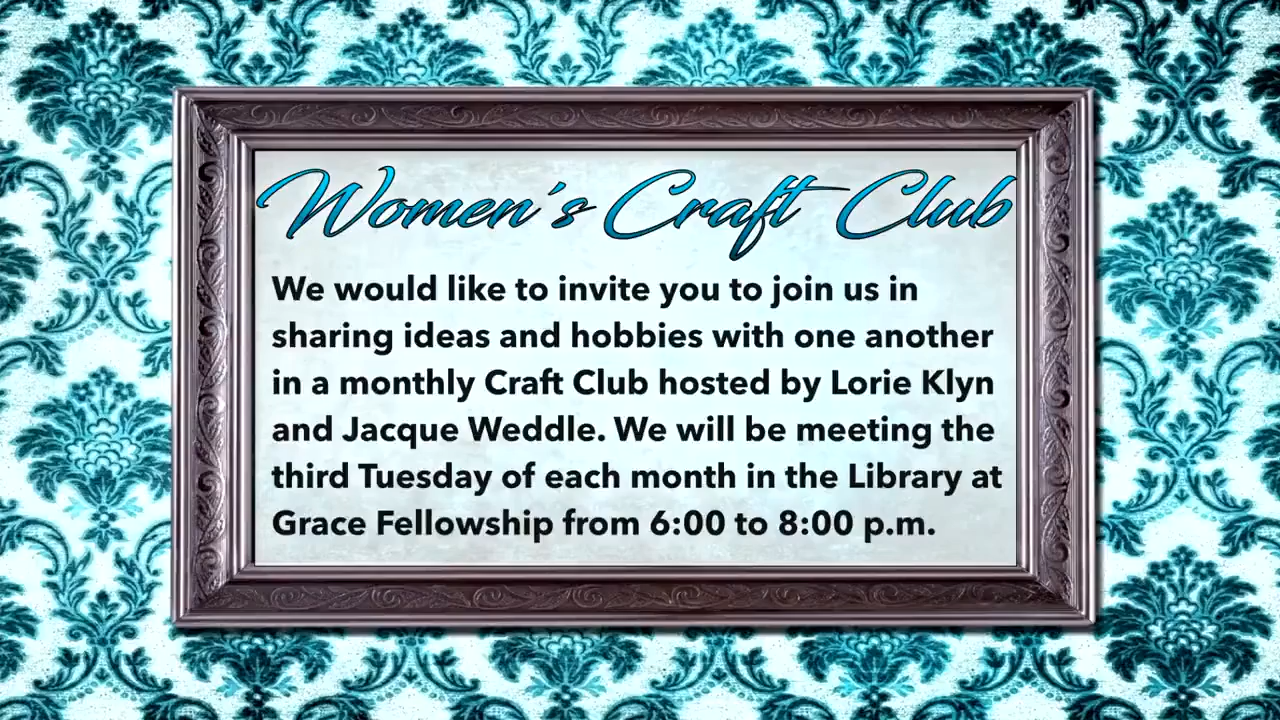 Women's Craft Club
We would like to invite you to join us in
sharing ideas and hobbies with one another
in a monthly Craft Club hosted by Lorie Klyn
and Jacque Weddle. We will be meeting the
third Tuesday of each month in the Library at
Grace Fellowship from 6:00 to 8:00 p.m.